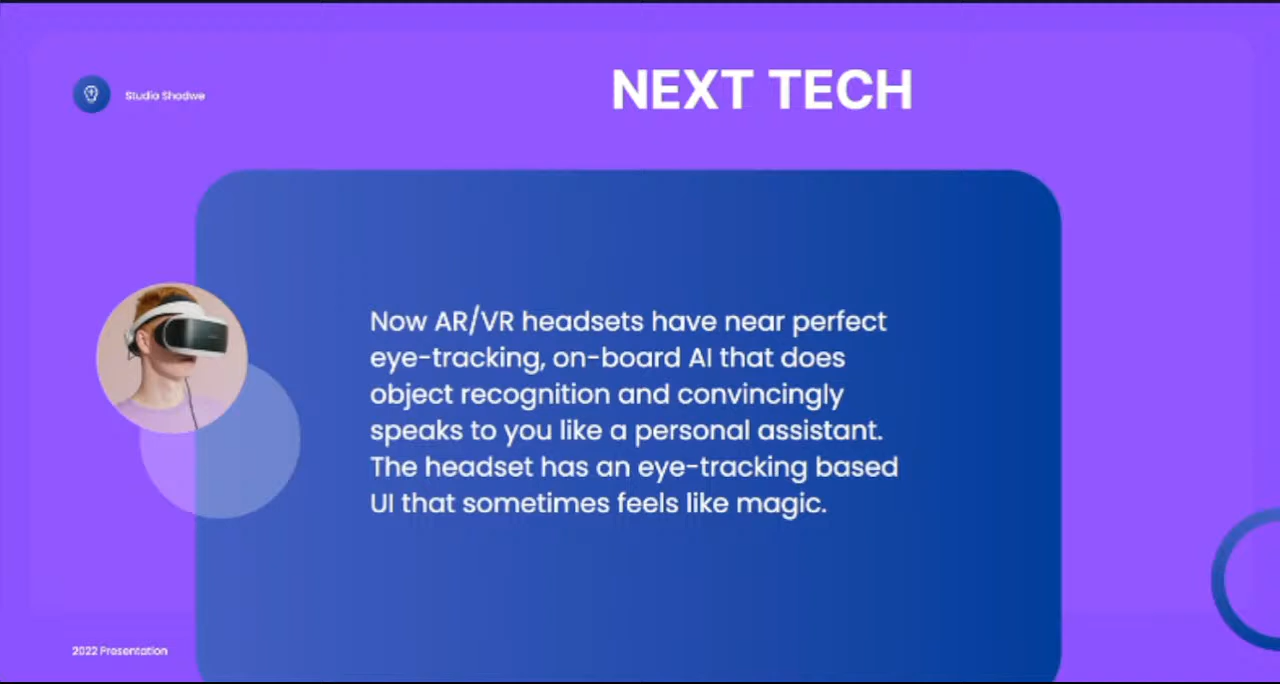 Studio Shodwe
NEXT TECH
Now AR/VR headsets have near perfect
eye-tracking, on-board AI that does
object recognition and convincingly
speaks to you like a personal assistant.
The headset has an eye-tracking based
UI that sometimes feels like magic.
2022 Presentation